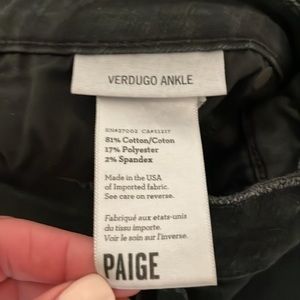 VERDUGO ANKLE
81% Cotton/Coton
17% Polyester
2% Spandex
Made in the USA
of Imported fabric.
See care on reverse.
Fabriqué aux etats-unis
du tissu importe.
Voir le soin sur l'inverse.
PAIGE